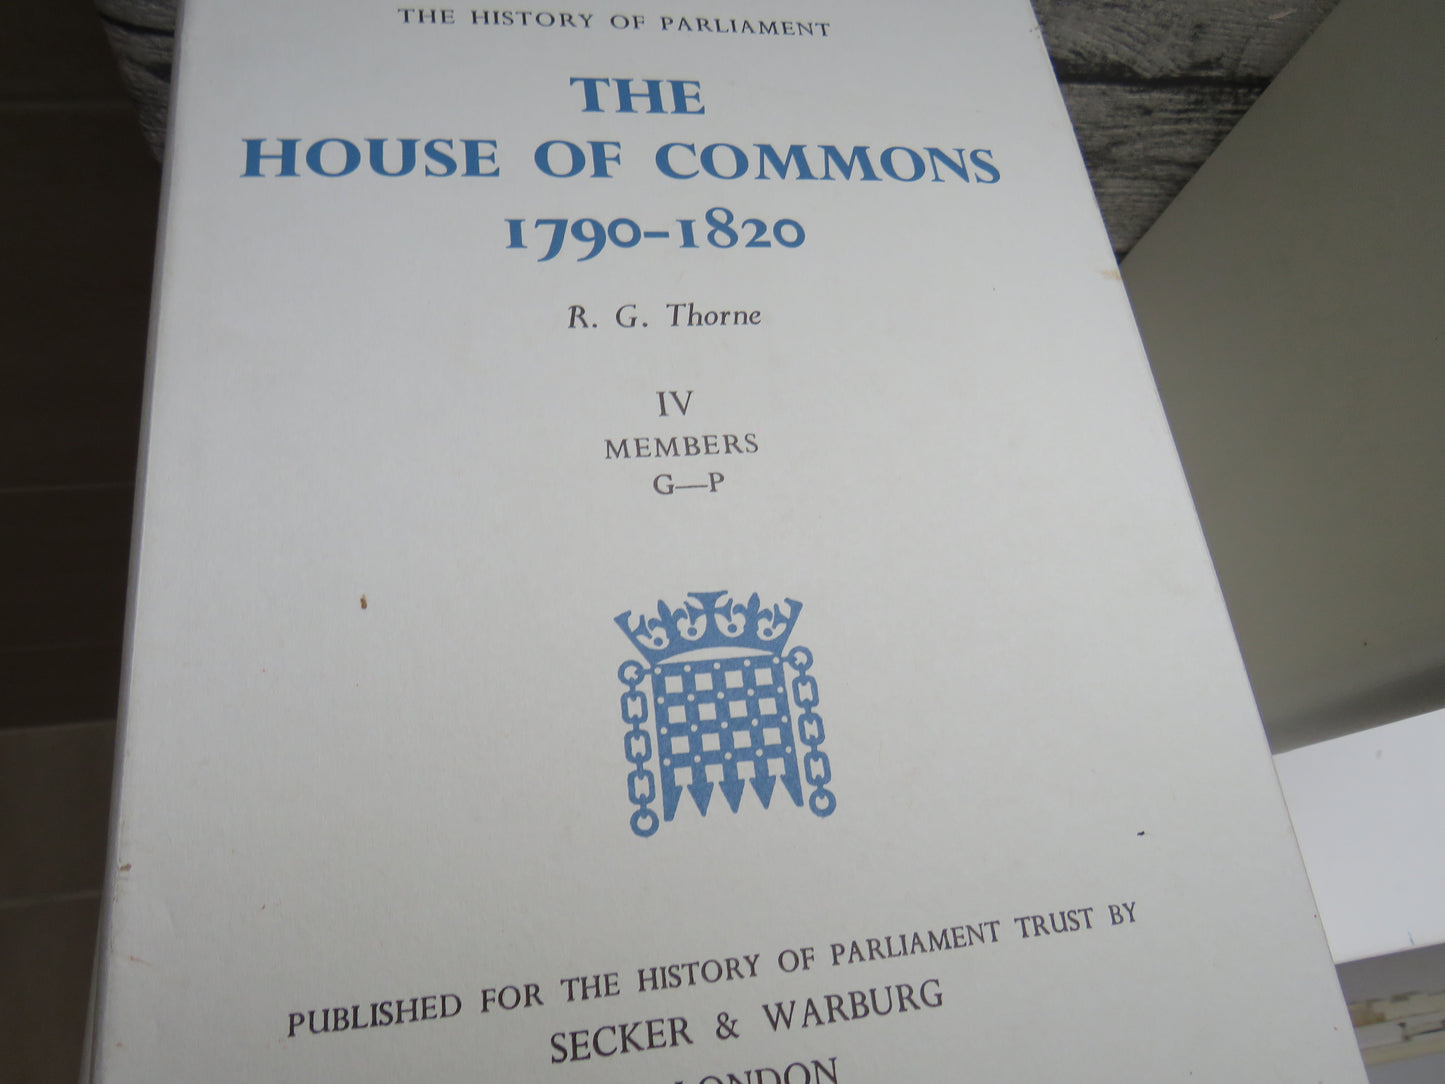 THE HISTORY OF PARLIAMENT
THE
HOUSE OF COMMONS
1790–1820
R. G. Thorne
IV
MEMBERS
G—P
PUBLISHED FOR THE HISTORY OF PARLIAMENT TRUST BY
SECKER & WARBURG
LONDON